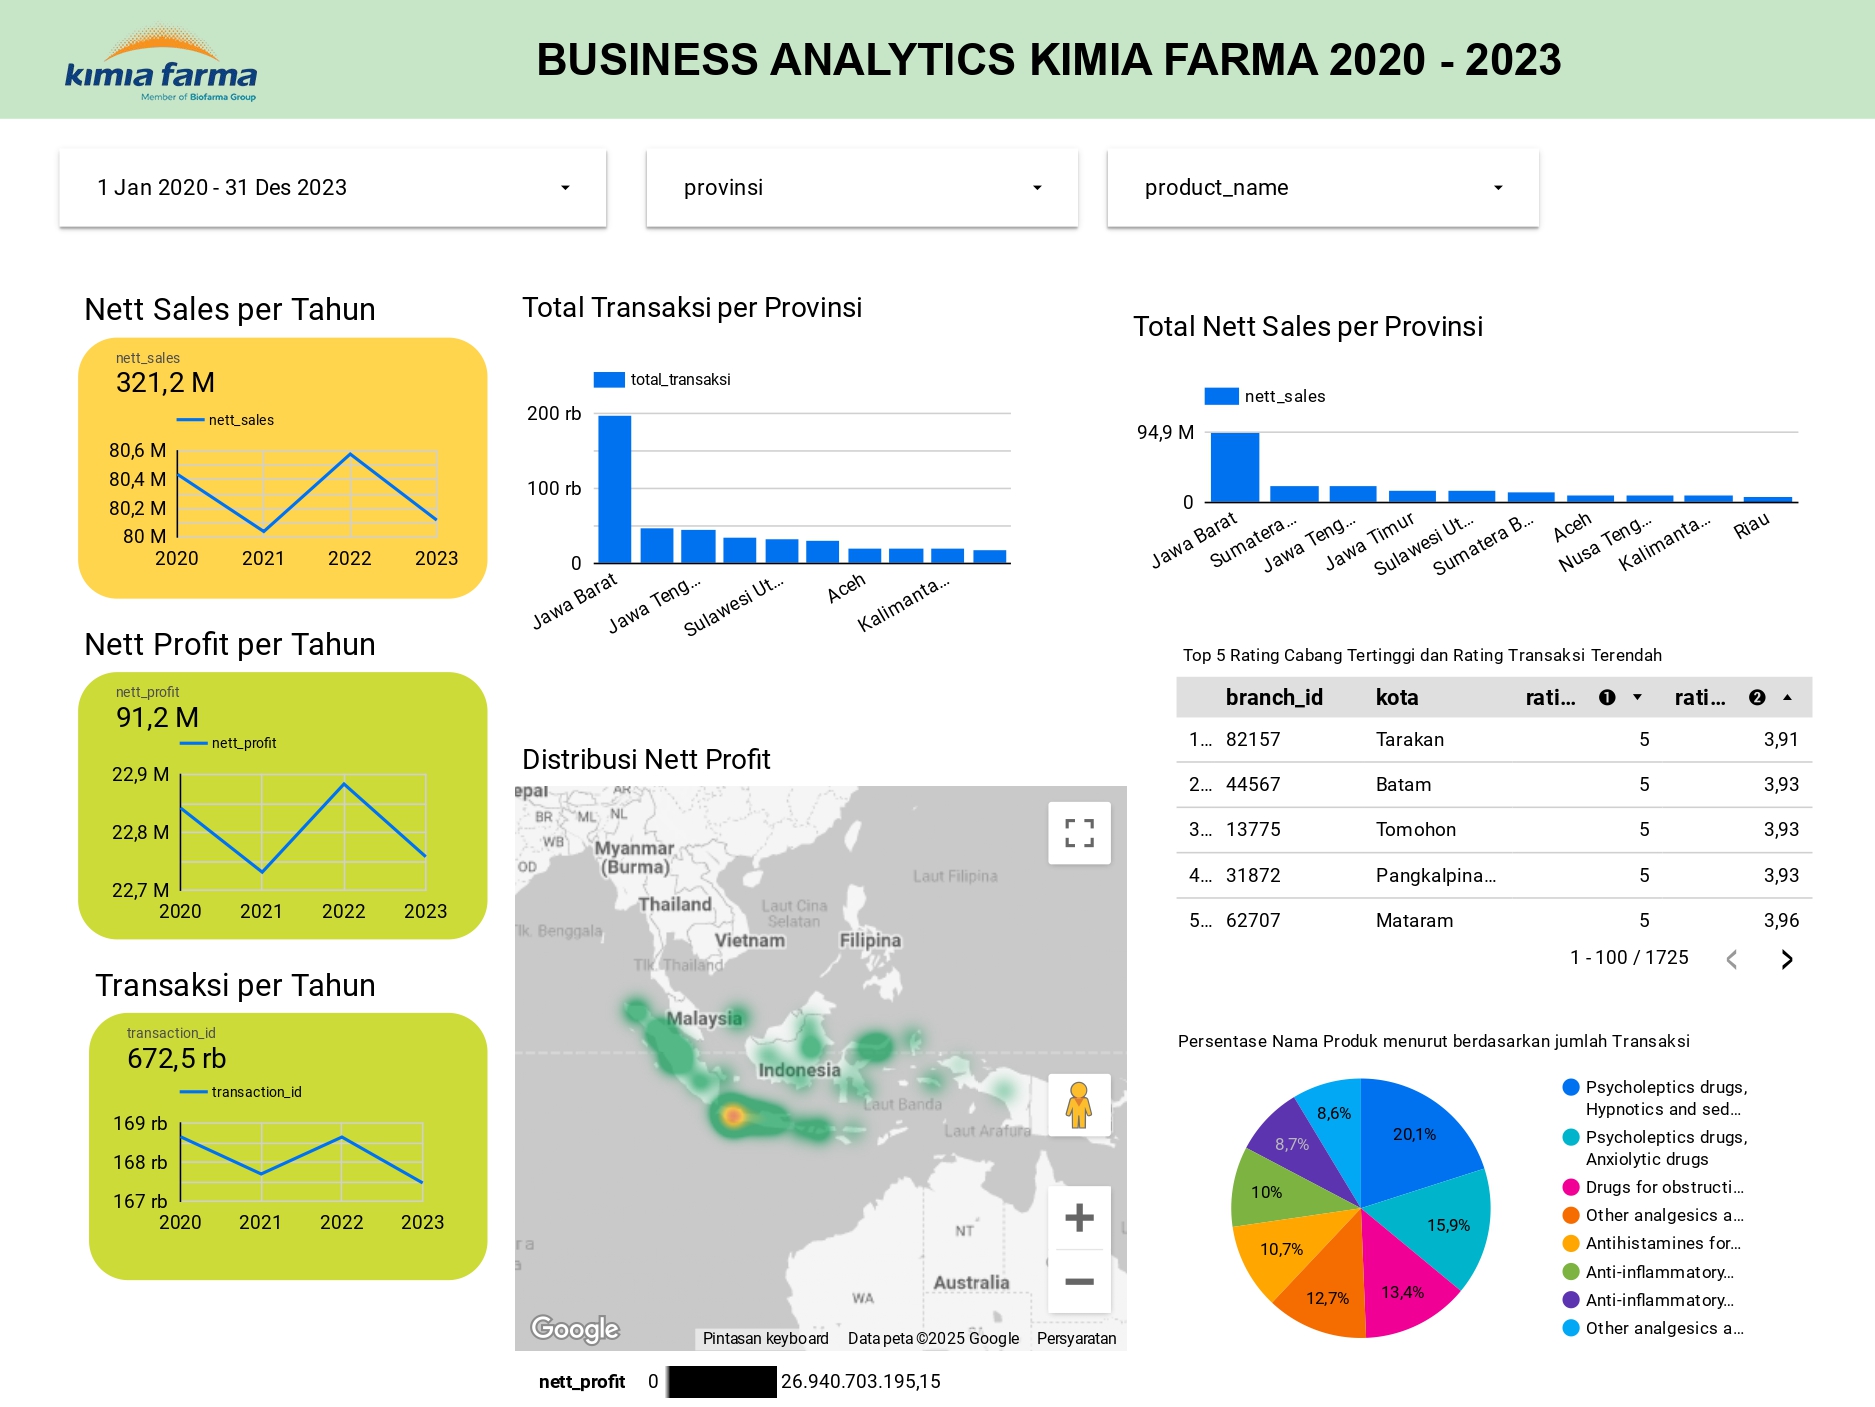 kimia farma
Member of Biofarma Group
BUSINESS ANALYTICS KIMIA FARMA 2020 - 2023
1 Jan 2020 - 31 Des 2023
provinsi
product_name
Nett Sales per Tahun
nett_sales
321,2 M
nett_sales
80,6 M
80,4 M
80,2 M
80 M
2020 2021 2022 2023
Nett Profit per Tahun
nett_profit
91,2 M
nett_profit
22,9 M
22,8 M
22,7 M
2020 2021 2022 2023
Transaksi per Tahun
transaction_id
672,5 rb
transaction_id
169 rb
168 rb
167 rb
2020 2021 2022 2023
Total Transaksi per Provinsi
total_transaksi
200 rb
100 rb
0
Jawa Barat Jawa Teng... Sulawesi Ut... Aceh Kalimanta...
Distribusi Nett Profit
epal
AR
BR ML NL
WB
OD
Myanmar
(Burma)
Laut Filipina
Thailand
Laut Cina
Selatan
Tlk. Benggala
Vietnam
Filipina
Tlk. Thailand
Malaysia
Indonesia
Laut Banda
Laut Arafura
NT
Australia
WA
Google
Pintasan keyboard Data peta ©2025 Google Persyaratan
nett_profit 0 26.940.703.195,15
Total Nett Sales per Provinsi
nett_sales
94,9 M
0
Jawa Barat Sumatera... Jawa Teng... Jawa Timur Sulawesi Ut... Sumatera B... Aceh Nusa Teng... Kalimanta... Riau
Top 5 Rating Cabang Tertinggi dan Rating Transaksi Terendah
branch_id kota rati... 1 rati... 2
1... 82157 Tarakan 5 3,91
2... 44567 Batam 5 3,93
3... 13775 Tomohon 5 3,93
4... 31872 Pangkalpina... 5 3,93
5... 62707 Mataram 5 3,96
1 - 100 / 1725
Persentase Nama Produk menurut berdasarkan jumlah Transaksi
20,1%
15,9%
13,4%
12,7%
10,7%
10%
8,7%
8,6%
Psycholeptics drugs,
Hypnotics and sed...
Psycholeptics drugs,
Anxiolytic drugs
Drugs for obstructi...
Other analgesics a...
Antihistamines for...
Anti-inflammatory...
Anti-inflammatory...
Other analgesics a...